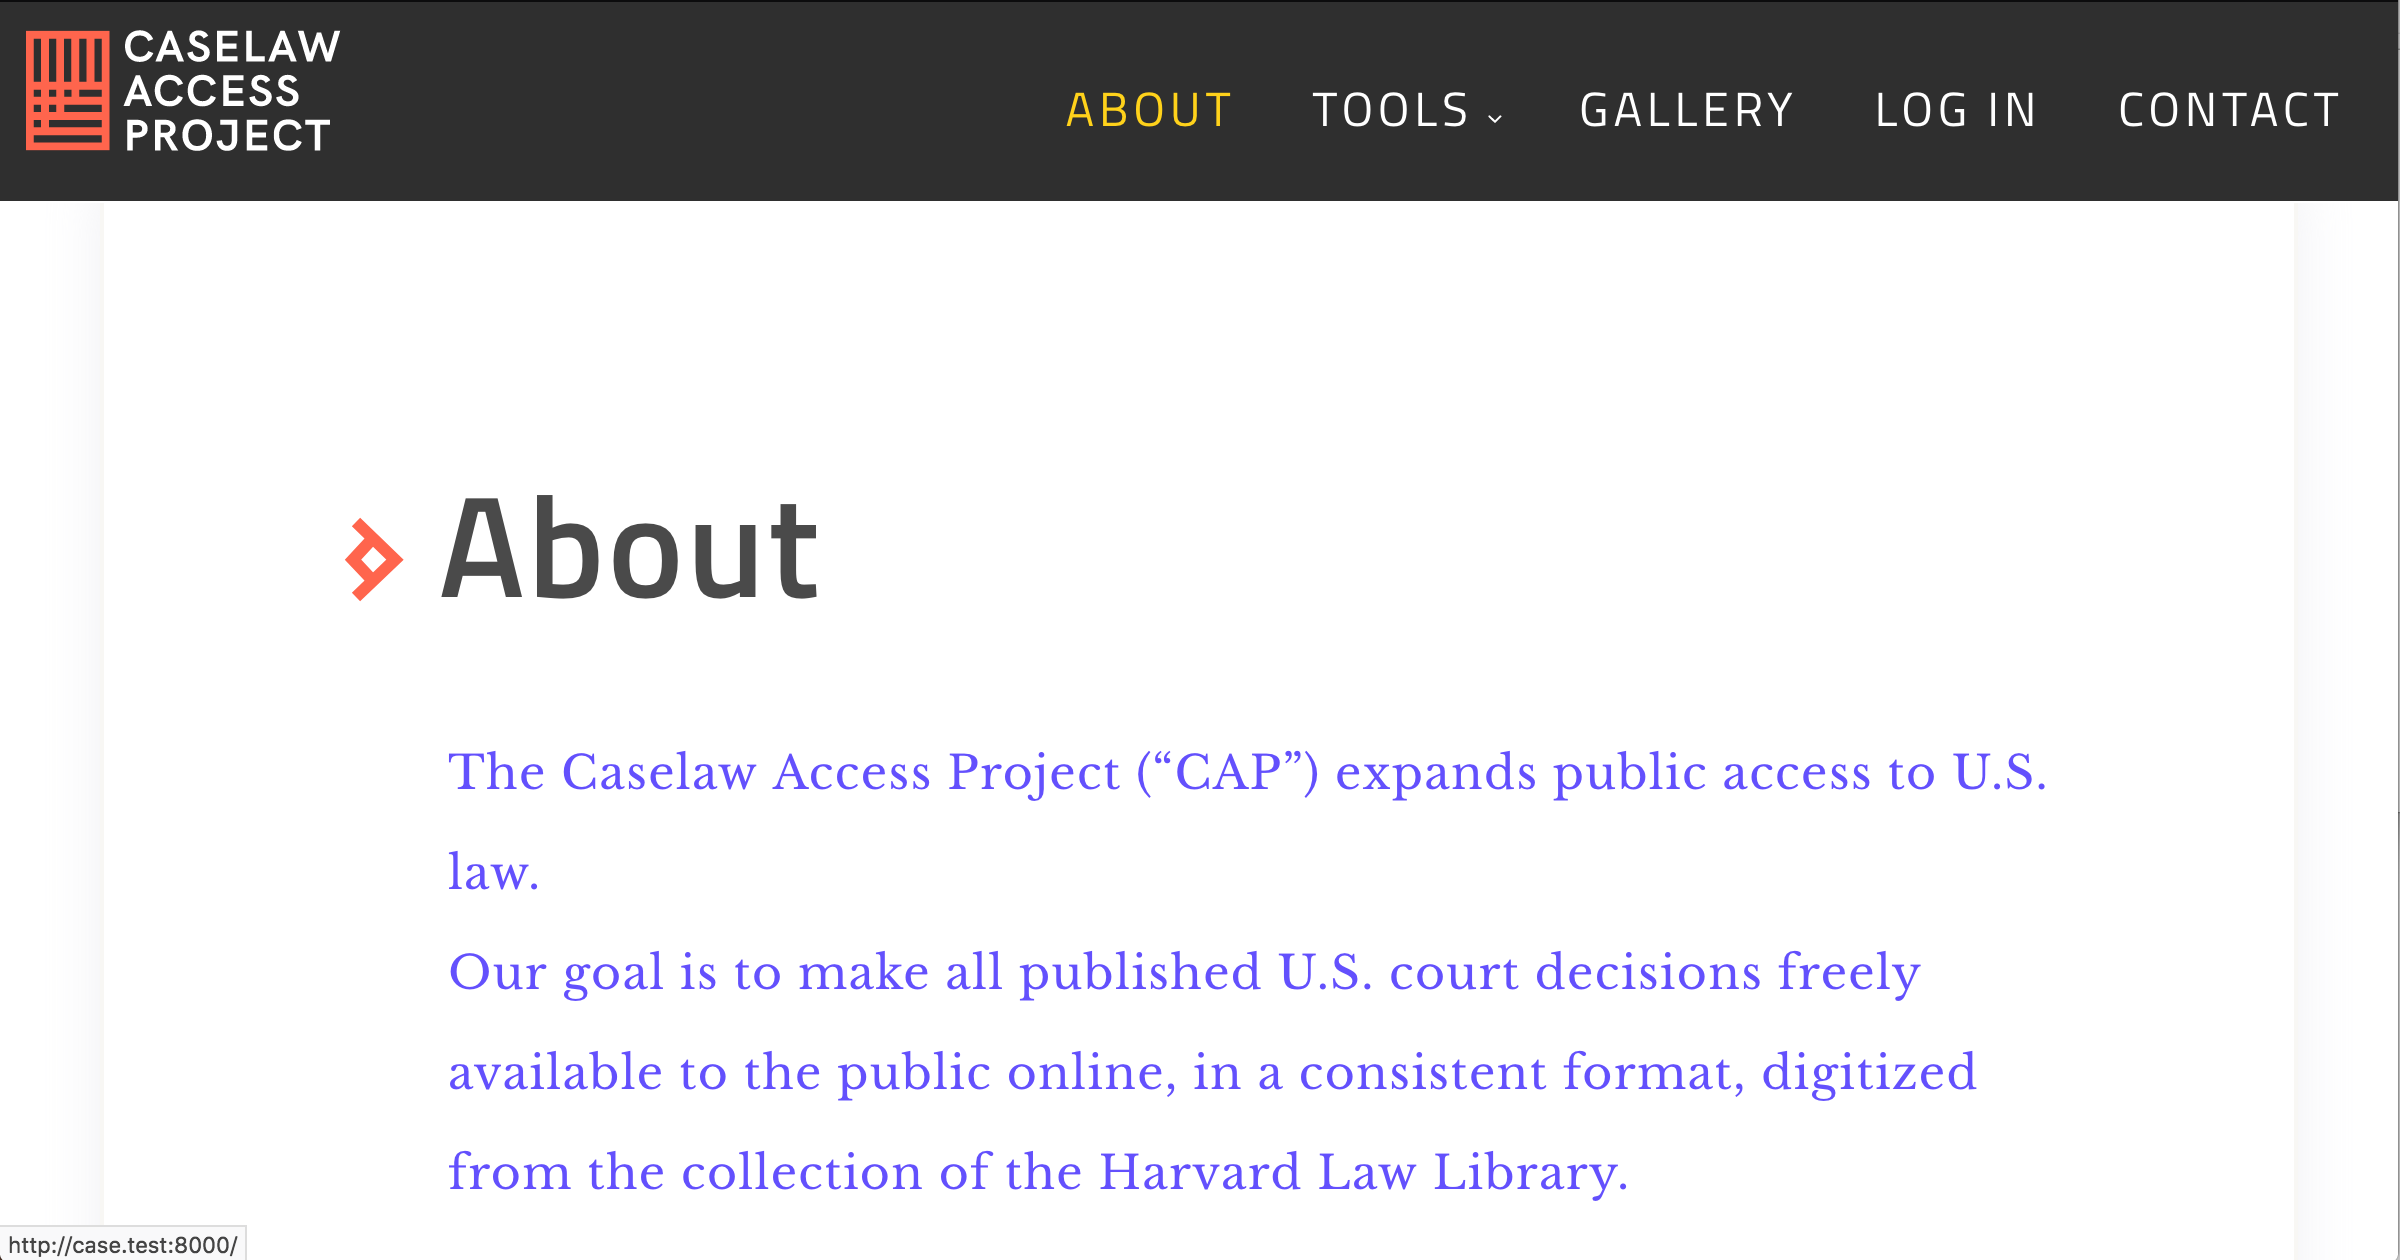 CASELAW
ACCESS
PROJECT
ABOUT TOOLS GALLERY LOG IN CONTACT
About
The Caselaw Access Project (“CAP”) expands public access to U.S.
law.
Our goal is to make all published U.S. court decisions freely
available to the public online, in a consistent format, digitized
from the collection of the Harvard Law Library.
http://case.test:8000/